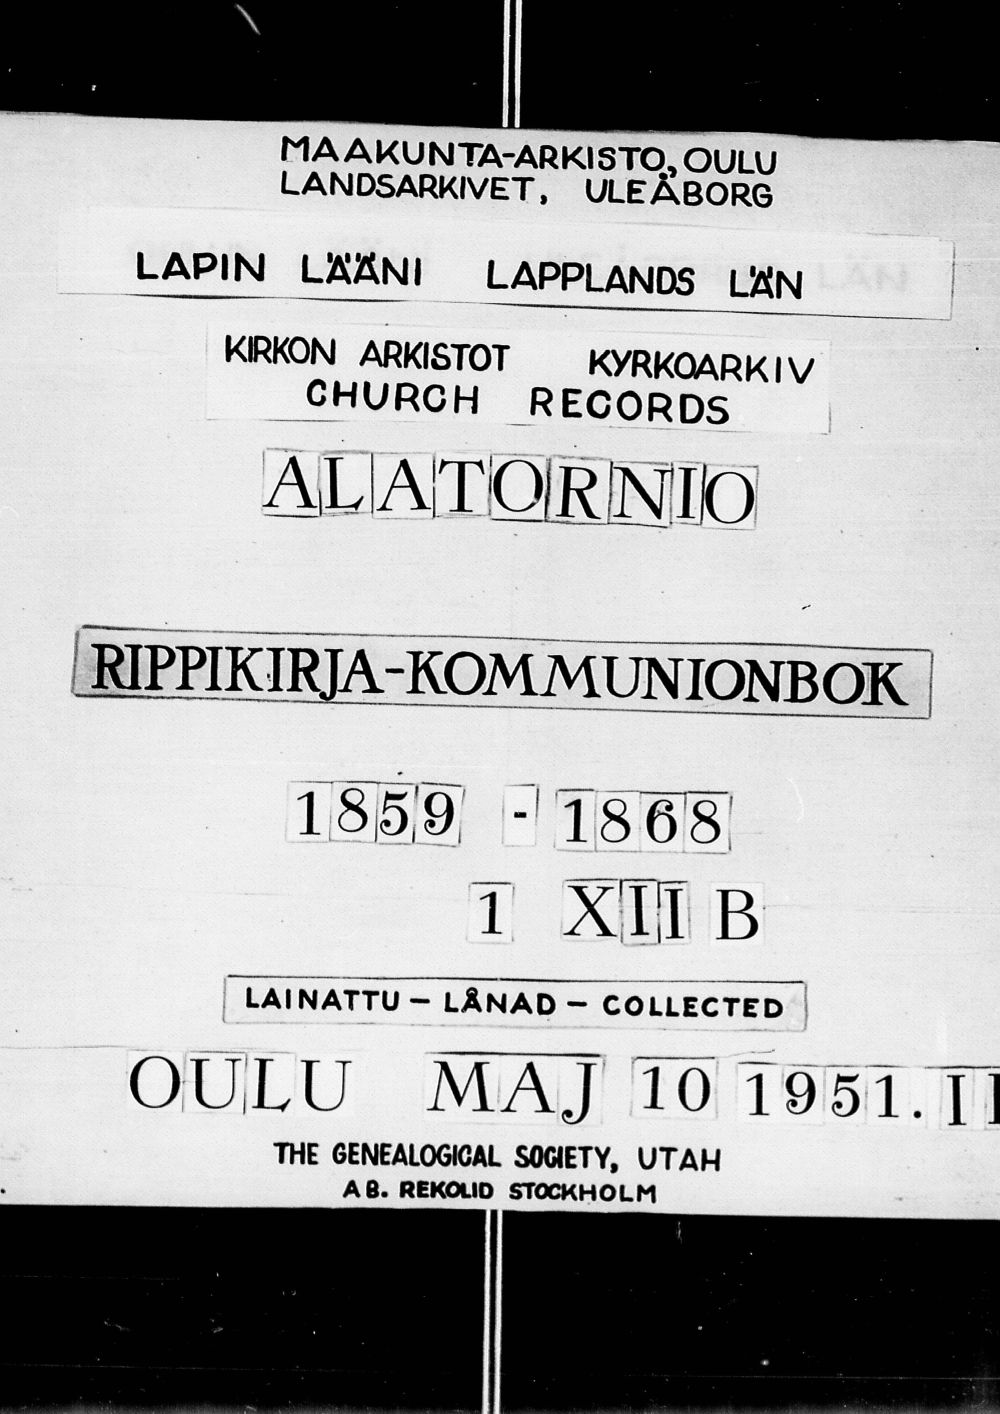 MAAKUNTA-ARKISTO, OULU
LANDSARKIVET, ULEÅBORG
LAPIN LÄÄNI LAPPLANDS LÄN
KIRKON ARKISTOT KYRKOARKIV
CHURCH RECORDS
ALATORNIO
RIPPIKIRJA-KOMMUNIONBOK
1859 - 1868
1 XII B
LAINATTU - LÅNAD - COLLECTED
OULU MAJ 10 1951. II
THE GENEALOGICAL SOCIETY, UTAH
AB. REKOLID STOCKHOLM